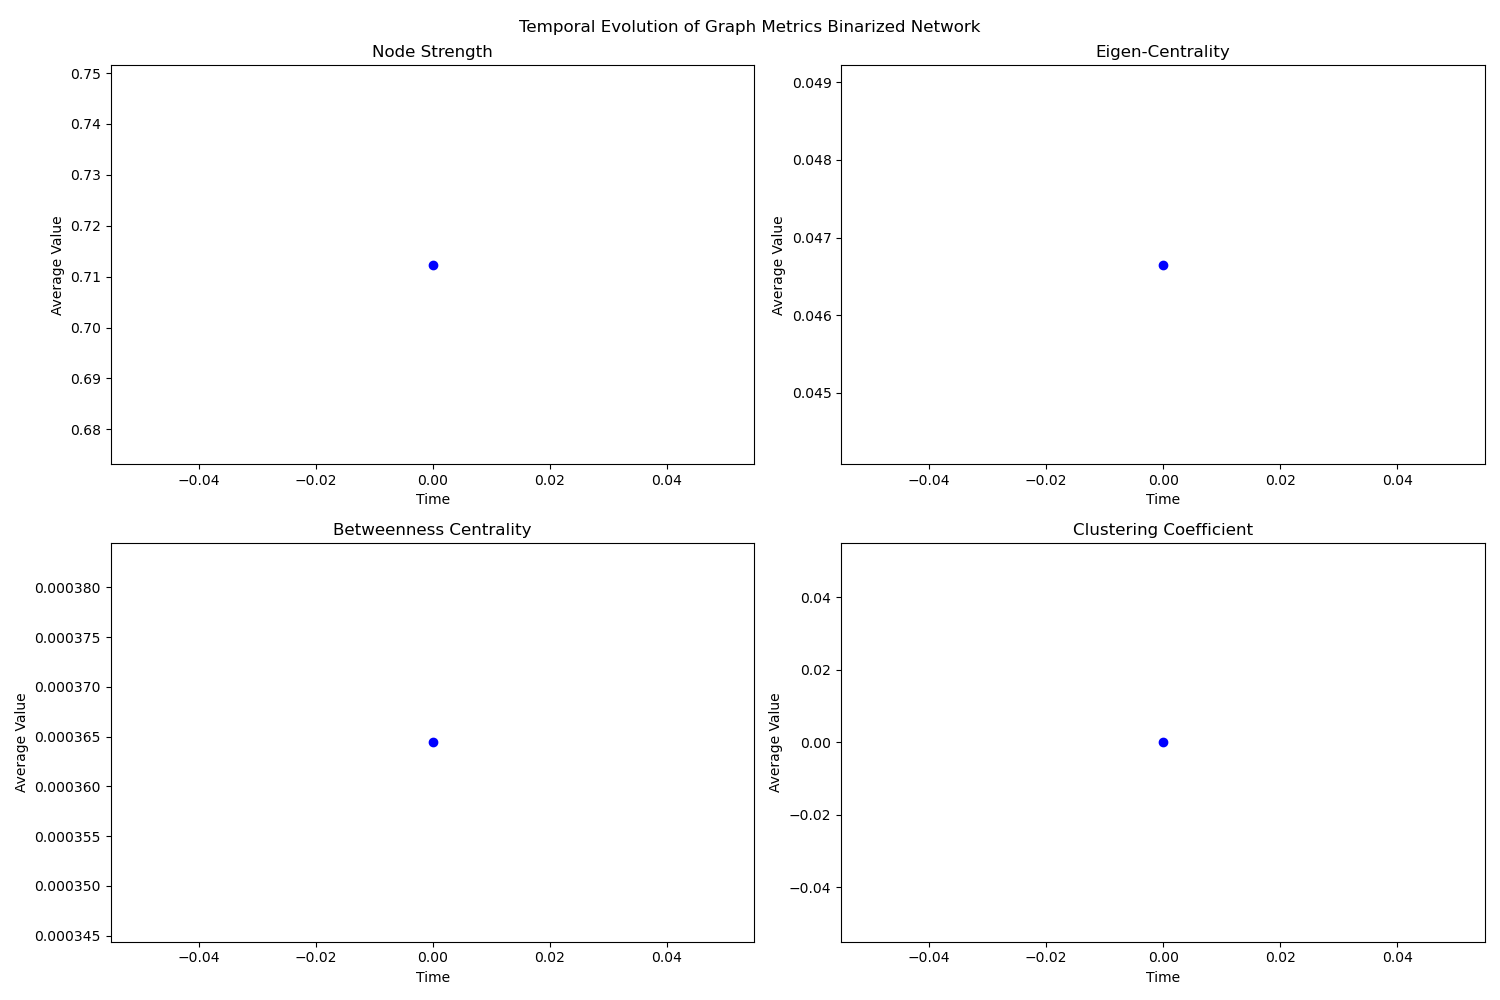 Temporal Evolution of Graph Metrics Binarized Network
Node Strength
0.75
0.74
0.73
0.72
0.71
0.70
0.69
0.68
Average Value
−0.04 −0.02 0.00 0.02 0.04
Time
Eigen-Centrality
0.049
0.048
0.047
0.046
0.045
Average Value
−0.04 −0.02 0.00 0.02 0.04
Time
Betweenness Centrality
0.000380
0.000375
0.000370
0.000365
0.000360
0.000355
0.000350
0.000345
Average Value
−0.04 −0.02 0.00 0.02 0.04
Time
Clustering Coefficient
0.04
0.02
0.00
−0.02
−0.04
Average Value
−0.04 −0.02 0.00 0.02 0.04
Time